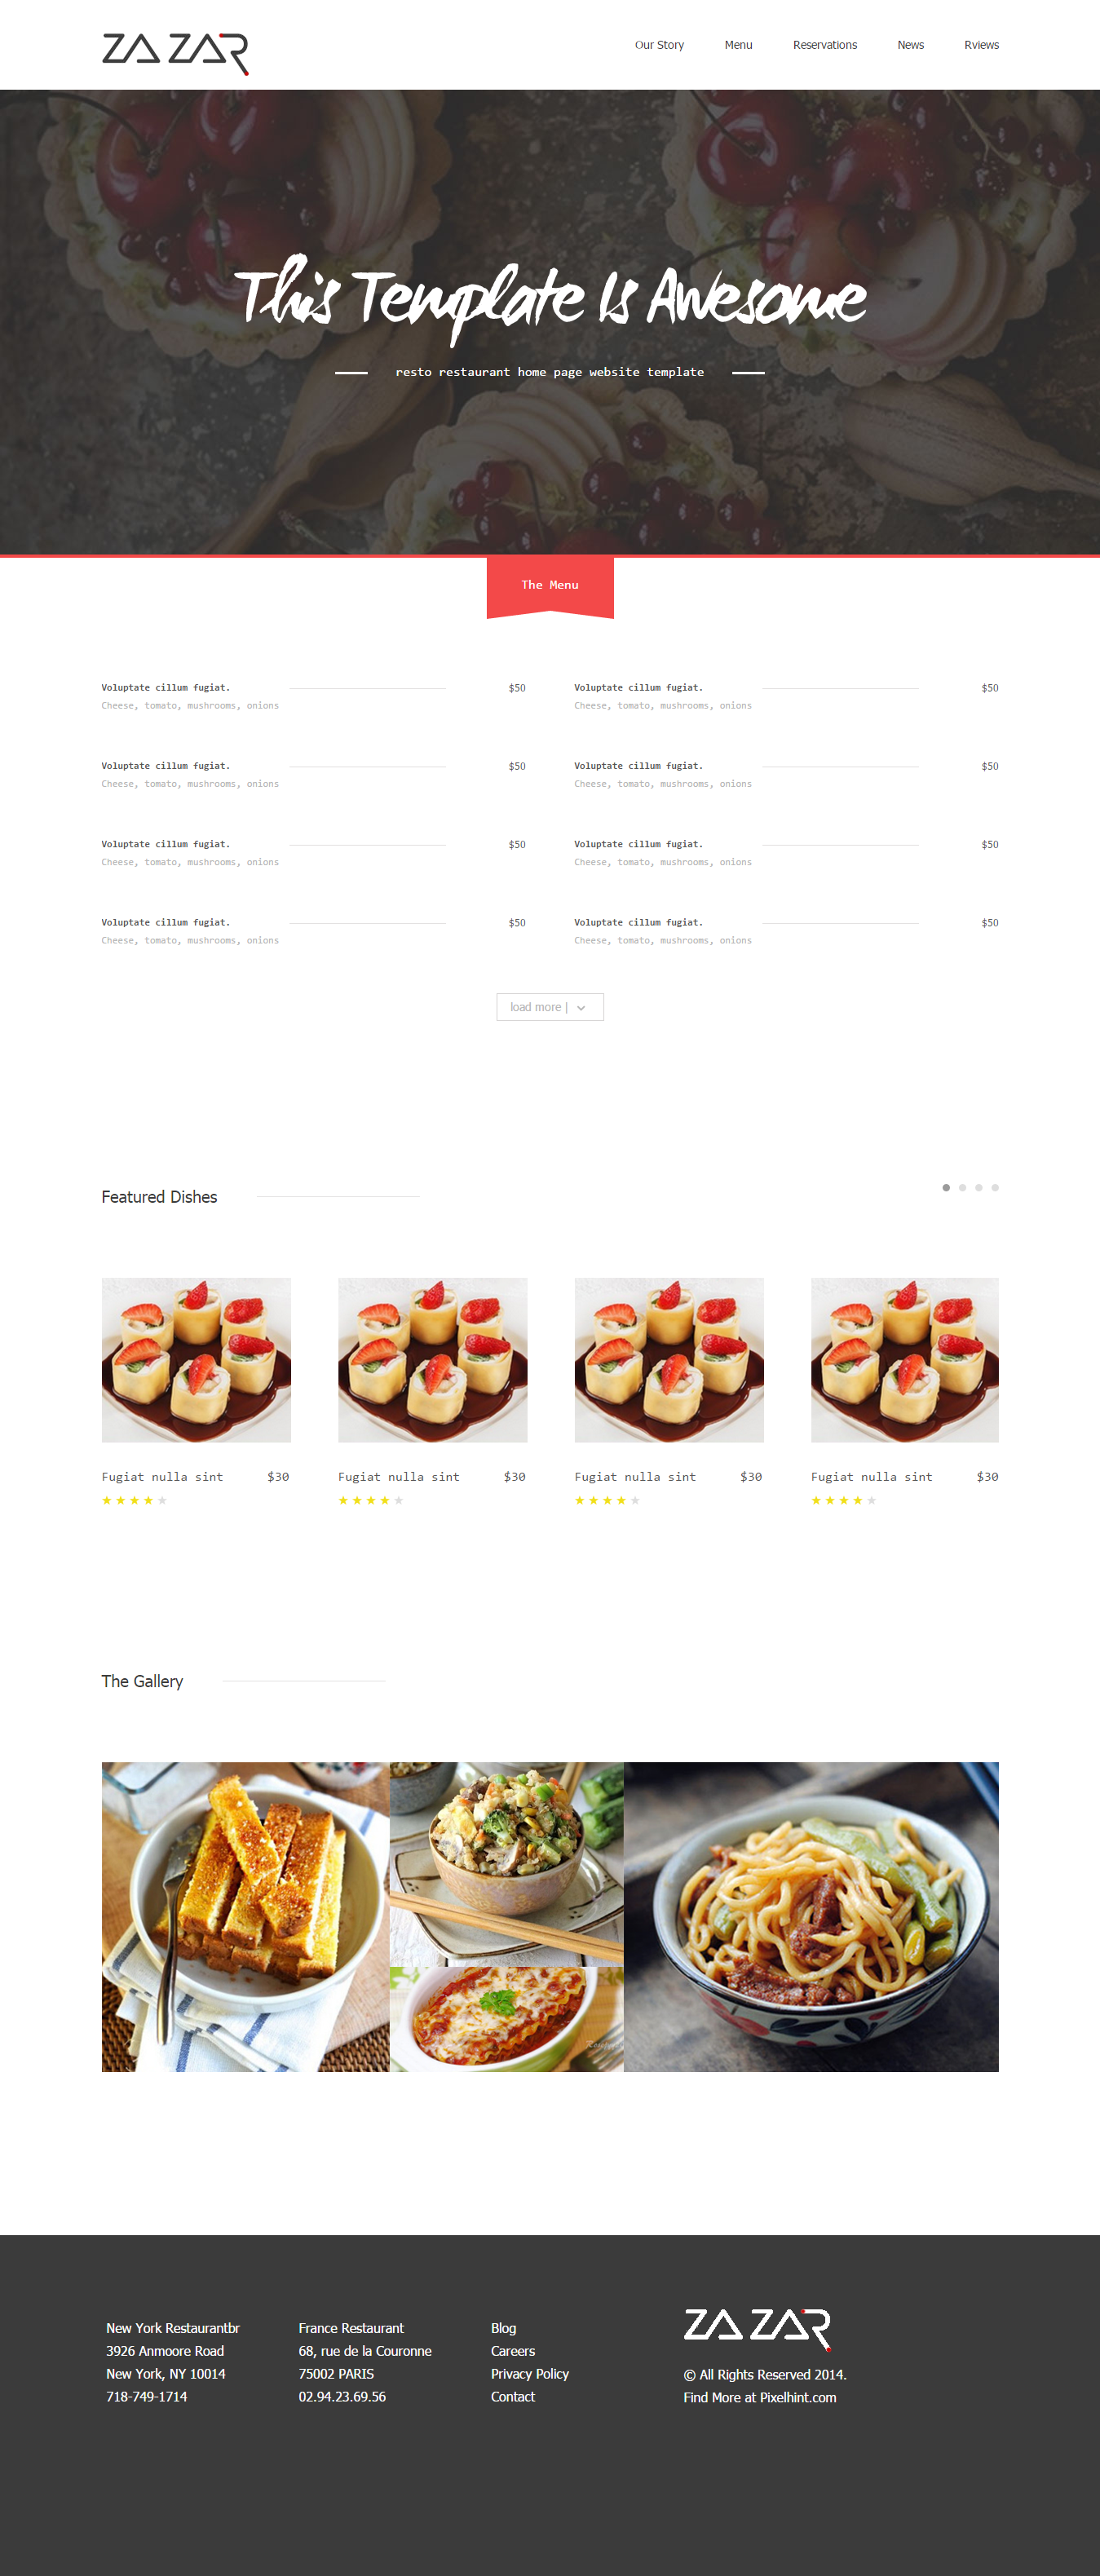 ZAZAR
Our Story Menu Reservations News Rviews
This Template Is Awesome
resto restaurant home page website template
The Menu
Voluptate cillum fugiat. $50 Voluptate cillum fugiat. $50
Cheese, tomato, mushrooms, onions Cheese, tomato, mushrooms, onions
Voluptate cillum fugiat. $50 Voluptate cillum fugiat. $50
Cheese, tomato, mushrooms, onions Cheese, tomato, mushrooms, onions
Voluptate cillum fugiat. $50 Voluptate cillum fugiat. $50
Cheese, tomato, mushrooms, onions Cheese, tomato, mushrooms, onions
Voluptate cillum fugiat. $50 Voluptate cillum fugiat. $50
Cheese, tomato, mushrooms, onions Cheese, tomato, mushrooms, onions
load more |
Featured Dishes
Fugiat nulla sint $30 Fugiat nulla sint $30 Fugiat nulla sint $30 Fugiat nulla sint $30
The Gallery
New York Restaurantbr
3926 Anmoore Road
New York, NY 10014
718-749-1714
France Restaurant
68, rue de la Couronne
75002 PARIS
02.94.23.69.56
Blog
Careers
Privacy Policy
Contact
ZAZAR
© All Rights Reserved 2014.
Find More at Pixelhint.com